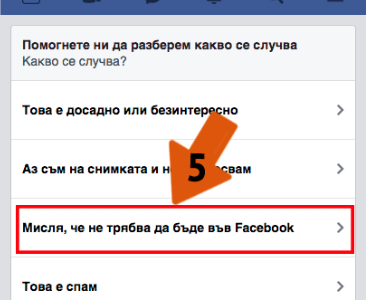 Помогнете ни да разберем какво се случва
Какво се случва?
Това е досадно или безинтересно
Аз съм на снимката и н
свам
5
Мисля, че не трябва да бъде във Facebook
Това е спам